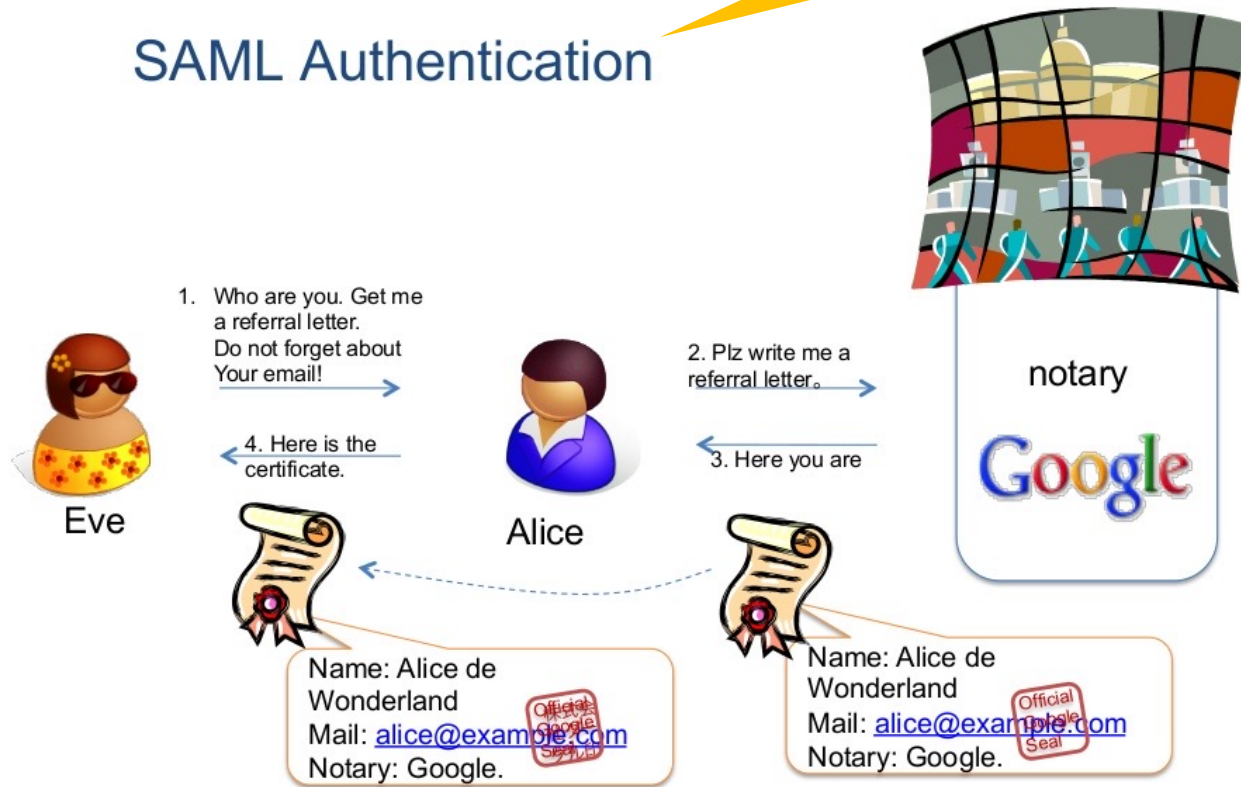 SAML Authentication
1. Who are you. Get me
a referral letter.
Do not forget about
Your email!
2. Plz write me a
referral letter。
notary
Google
4. Here is the
certificate.
3. Here you are
Eve
Alice
Name: Alice de
Wonderland
Mail: alice@example.com
Notary: Google.
Official
Google
Seal
Name: Alice de
Wonderland
Mail: alice@example.com
Notary: Google.
Official
Google
Seal